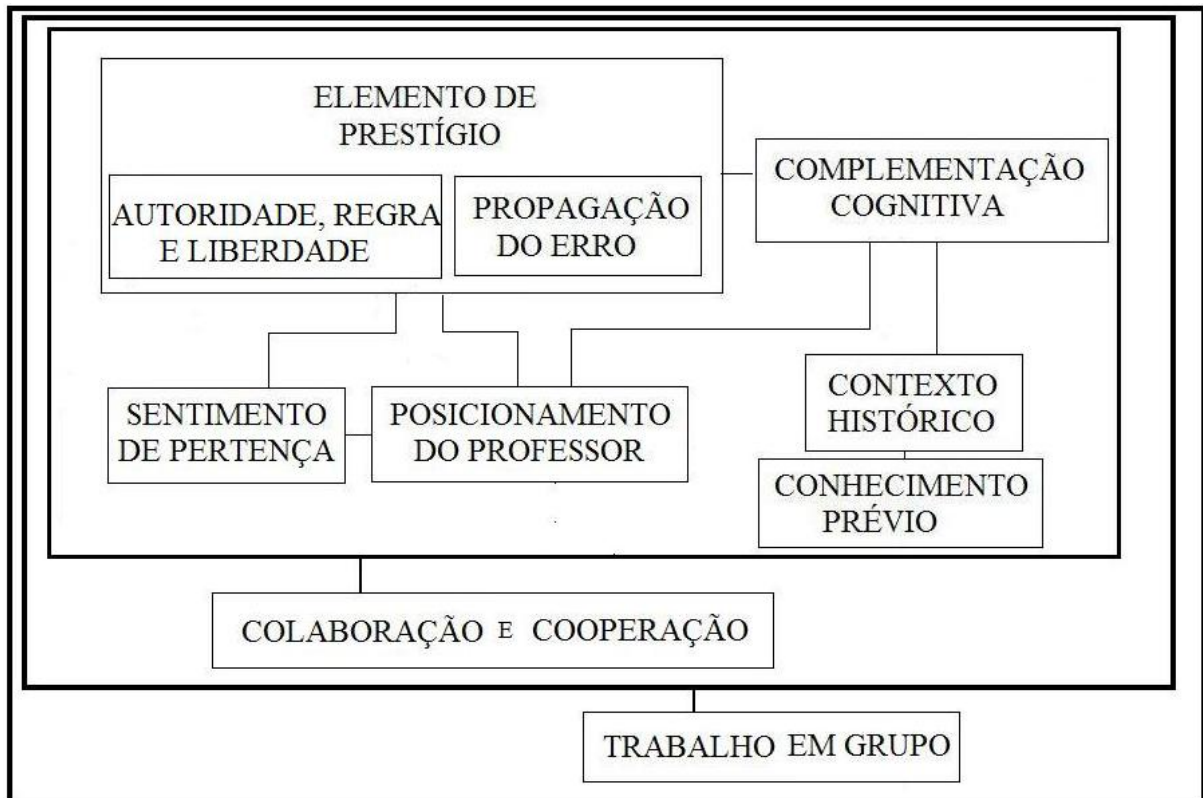 ELEMENTO DE
PRESTÍGIO
AUTORIDADE, REGRA
E LIBERDADE
PROPAGAÇÃO
DO ERRO
COMPLEMENTAÇÃO
COGNITIVA
SENTIMENTO
DE PERTENÇA
POSICIONAMENTO
DO PROFESSOR
CONTEXTO
HISTÓRICO
CONHECIMENTO
PRÉVIO
COLABORAÇÃO E COOPERAÇÃO
TRABALHO EM GRUPO